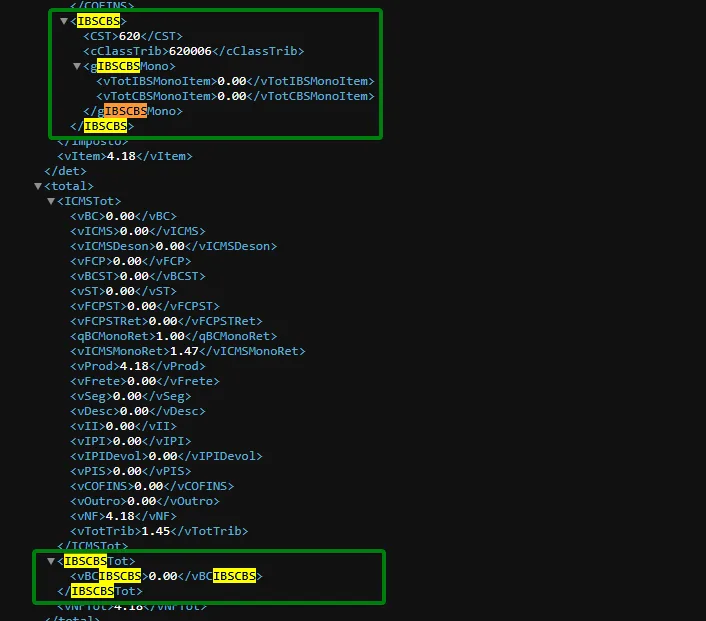 </COFINS>
▼<IBSCBS>
<CST>620</CST>
<cClassTrib>620006</cClassTrib>
▼<gIBSCBSMono>
<vTotIBSMonoItem>0.00</vTotIBSMonoItem>
<vTotCBSMonoItem>0.00</vTotCBSMonoItem>
</gIBSCBSMono>
</IBSCBS>
</imposto>
<vItem>4.18</vItem>
</det>
▼<total>
▼<ICMSTot>
<vBC>0.00</vBC>
<vICMS>0.00</vICMS>
<vICMSDeson>0.00</vICMSDeson>
<vFCP>0.00</vFCP>
<vBCST>0.00</vBCST>
<vST>0.00</vST>
<vFCPST>0.00</vFCPST>
<vFCPSTRet>0.00</vFCPSTRet>
<qBCMonoRet>1.00</qBCMonoRet>
<vICMSMonoRet>1.47</vICMSMonoRet>
<vProd>4.18</vProd>
<vFrete>0.00</vFrete>
<vSeg>0.00</vSeg>
<vDesc>0.00</vDesc>
<vII>0.00</vII>
<vIPI>0.00</vIPI>
<vIPIDevol>0.00</vIPIDevol>
<vPIS>0.00</vPIS>
<vCOFINS>0.00</vCOFINS>
<vOutro>0.00</vOutro>
<vNF>4.18</vNF>
<vTotTrib>1.45</vTotTrib>
</ICMSTot>
▼<IBSCBSTot>
<vBCIBSCBS>0.00</vBCIBSCBS>
</IBSCBSTot>
<vNFTot>4.18</vNFTot>
</total>